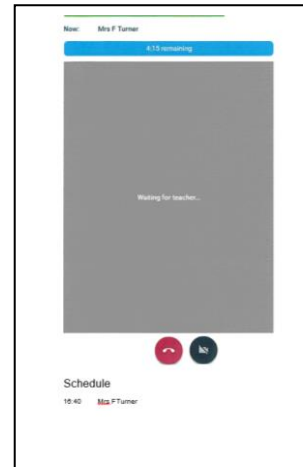 Now: Mrs F Turner
4:15 remaining
Waiting for teacher...
Schedule
16:40 Mrs F Turner